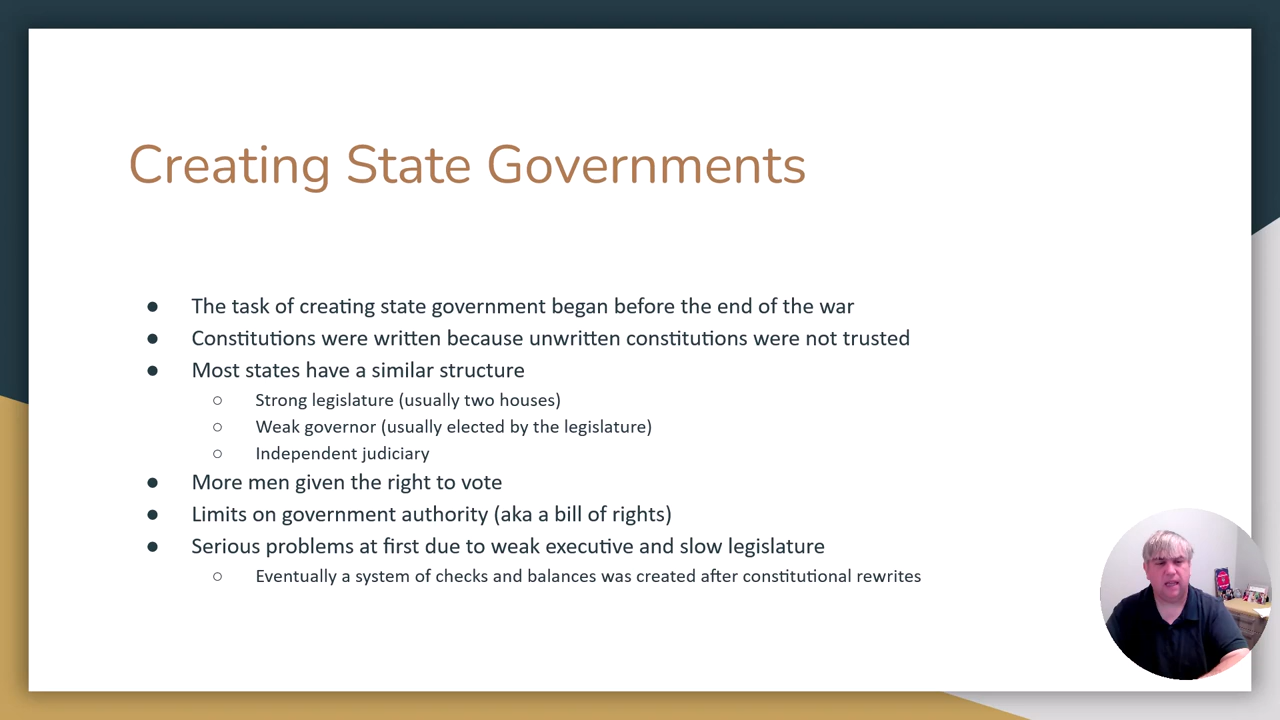 Creating State Governments
● The task of creating state government began before the end of the war
● Constitutions were written because unwritten constitutions were not trusted
● Most states have a similar structure
○ Strong legislature (usually two houses)
○ Weak governor (usually elected by the legislature)
○ Independent judiciary
● More men given the right to vote
● Limits on government authority (aka a bill of rights)
● Serious problems at first due to weak executive and slow legislature
○ Eventually a system of checks and balances was created after constitutional rewrites